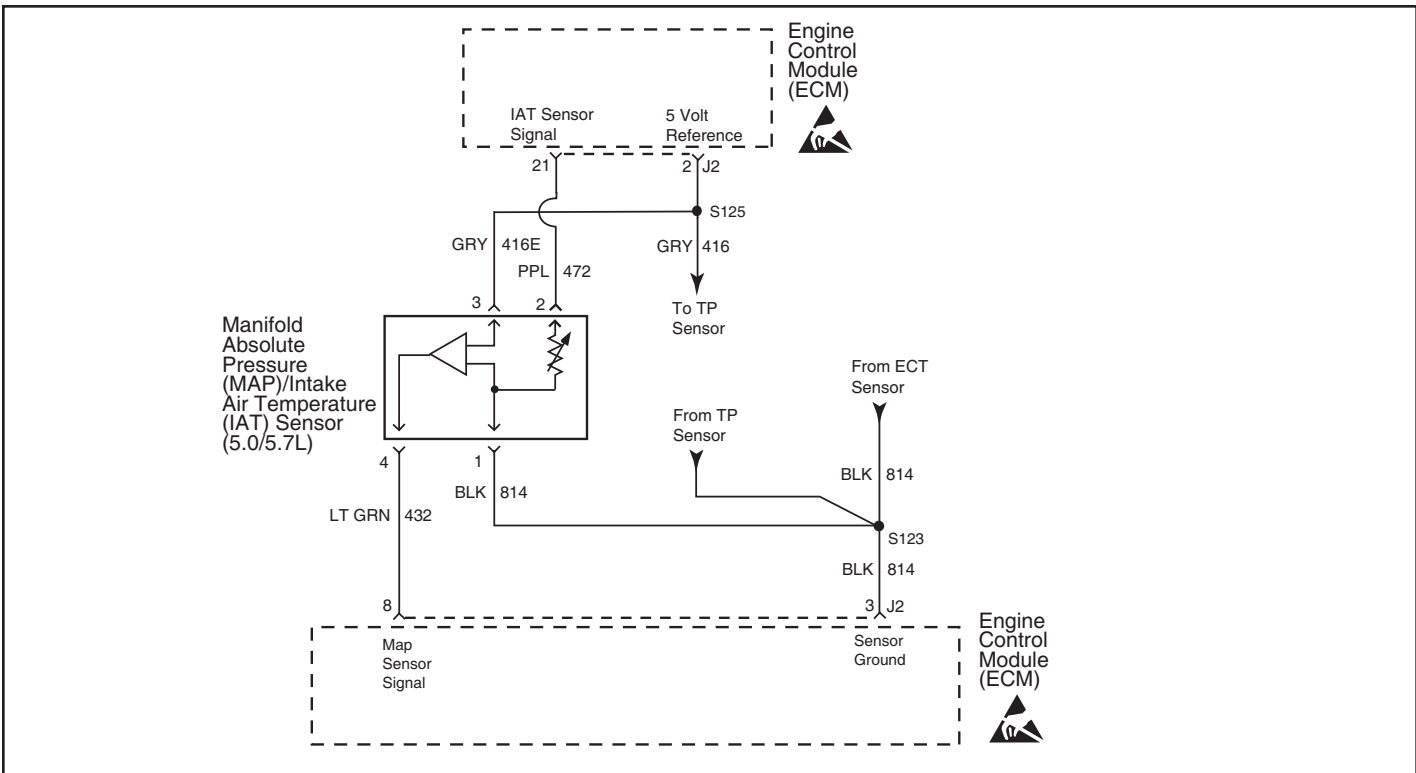 Engine
Control
Module
(ECM)
IAT Sensor
Signal
5 Volt
Reference
21
2
J2
S125
GRY
416E
GRY
416
PPL
472
3
2
To TP
Sensor
Manifold
Absolute
Pressure
(MAP)/Intake
Air Temperature
(IAT) Sensor
(5.0/5.7L)
From ECT
Sensor
From TP
Sensor
4
1
BLK
814
BLK
814
LT GRN
432
S123
BLK
814
8
3
J2
Map
Sensor
Signal
Sensor
Ground
Engine
Control
Module
(ECM)